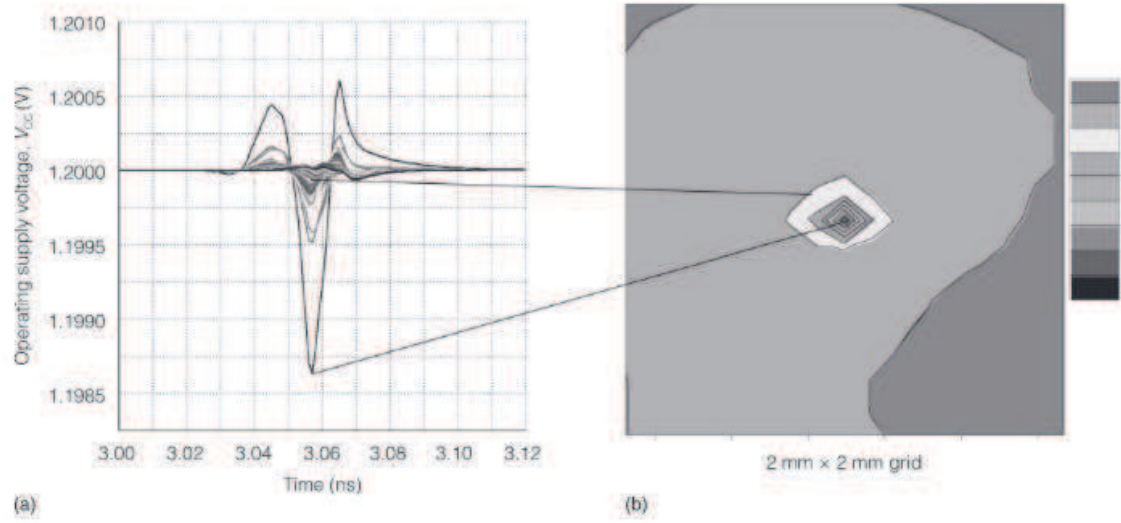 Operating supply voltage, VCC (V)
1.2010
1.2005
1.2000
1.1995
1.1990
1.1985
3.00 3.02 3.04 3.06 3.08 3.10 3.12
Time (ns)
(a)
2 mm × 2 mm grid
(b)